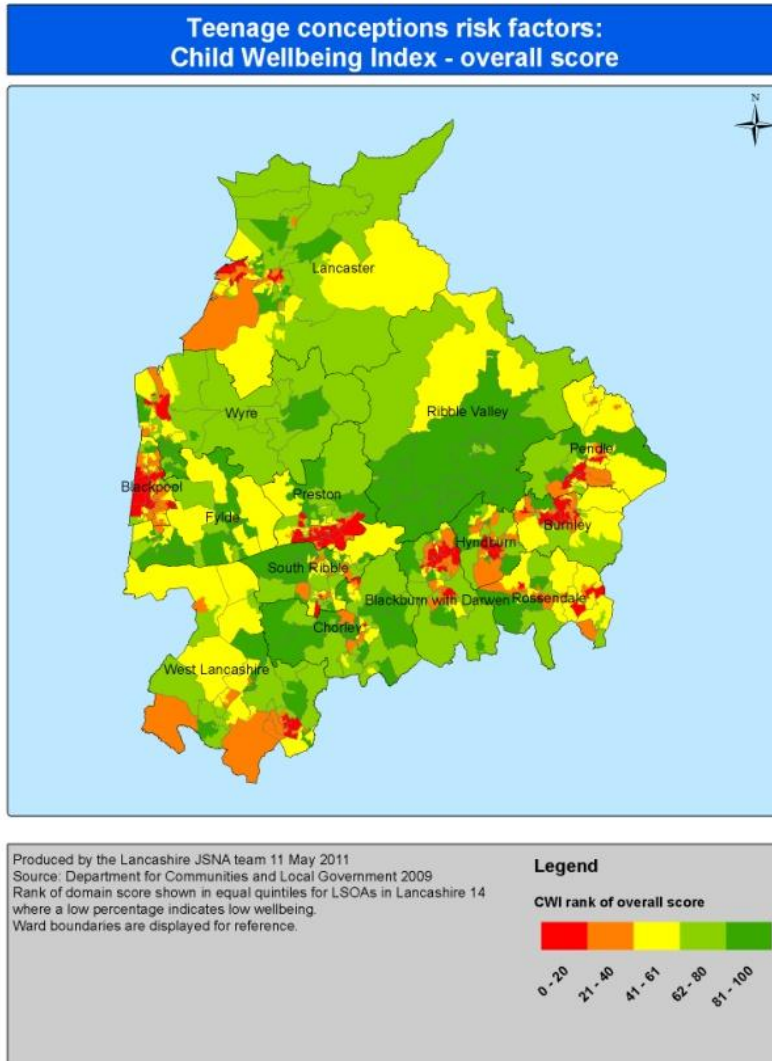 Teenage conceptions risk factors:
Child Wellbeing Index - overall score
N
Lancaster
Wyre
Ribble Valley
Pendle
Blackpool
Preston
Fylde
Burnley
Hyndburn
South Ribble
Blackburn with Darwen
Rossendale
Chorley
West Lancashire
Produced by the Lancashire JSNA team 11 May 2011
Source: Department for Communities and Local Government 2009
Rank of domain score shown in equal quintiles for LSOAs in Lancashire 14
where a low percentage indicates low wellbeing.
Ward boundaries are displayed for reference.
Legend
CWI rank of overall score
0 - 20
21 - 40
41 - 61
62 - 80
81 - 100